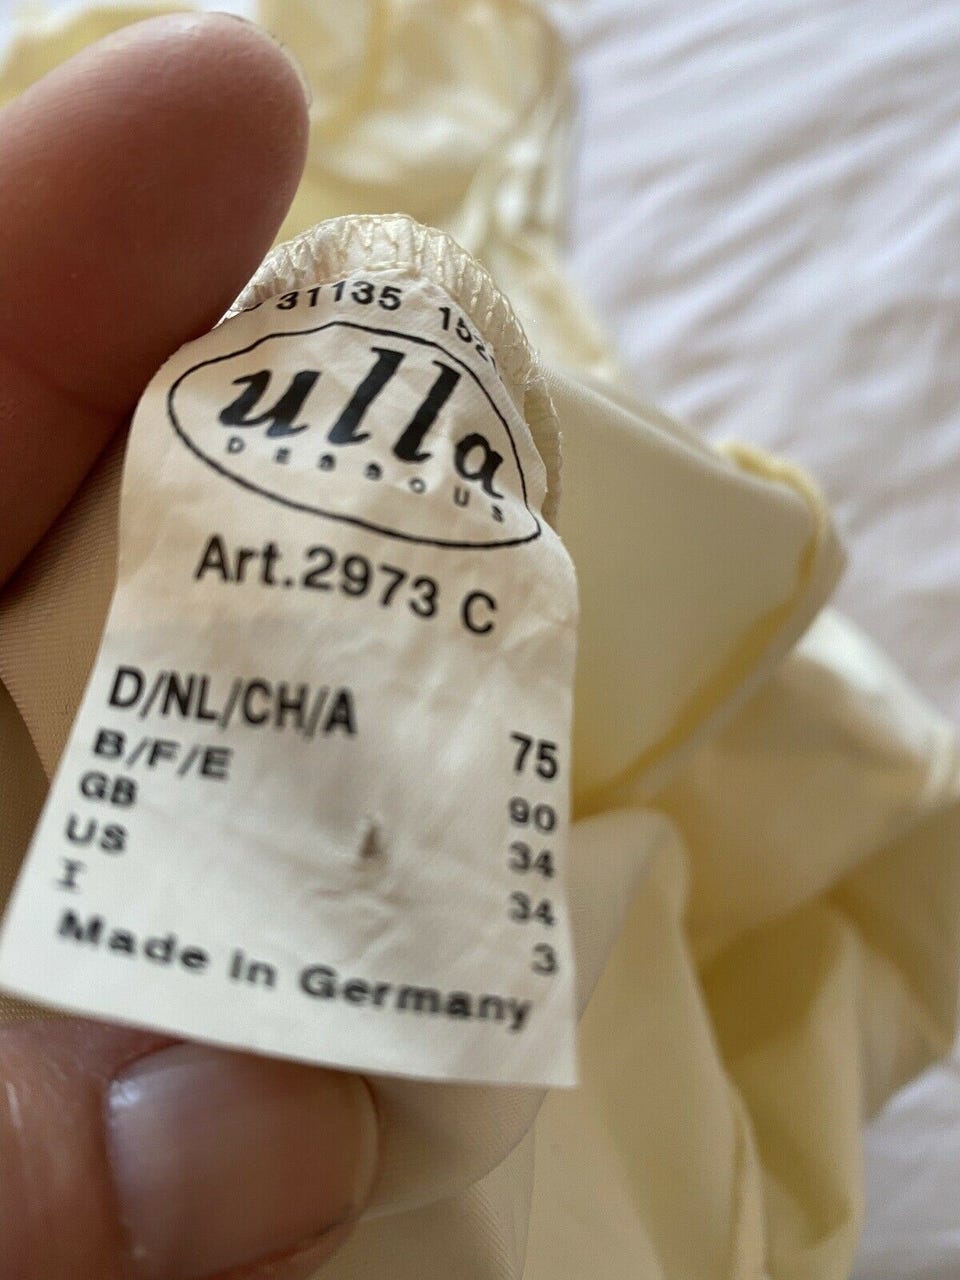 31135
ulla
DESSOUS
Art.2973 C
D/NL/CH/A 75
B/F/E 90
GB 34
US 34
I 3
Made in Germany